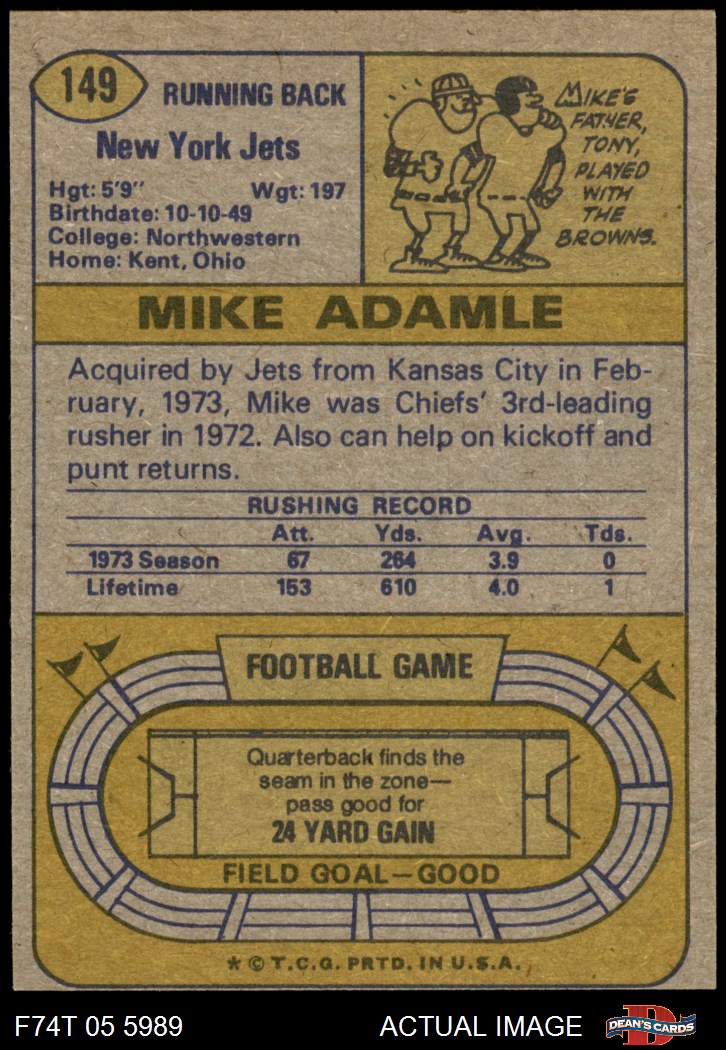 149
RUNNING BACK
New York Jets
Hgt: 5'9" Wgt: 197
Birthdate: 10-10-49
College: Northwestern
Home: Kent, Ohio
MIKE'S
FATHER,
TONY,
PLAYED
WITH
THE
BROWNS.
MIKE ADAMLE
Acquired by Jets from Kansas City in Feb-
ruary, 1973, Mike was Chiefs' 3rd-leading
rusher in 1972. Also can help on kickoff and
punt returns.
RUSHING RECORD
Att. Yds. Avg. Tds.
1973 Season 67 264 3.9 0
Lifetime 153 610 4.0 1
FOOTBALL GAME
Quarterback finds the
seam in the zone—
pass good for
24 YARD GAIN
FIELD GOAL—GOOD
* © T.C.G. PRTD. IN U.S.A.
F74T 05 5989 ACTUAL IMAGE D DEAN'S CARDS